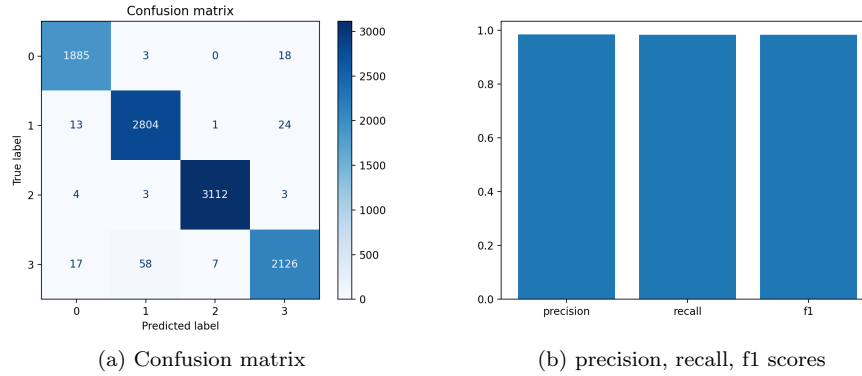 Confusion matrix
True label
0 1885 3 0 18
1 13 2804 1 24
2 4 3 3112 3
3 17 58 7 2126
0 1 2 3
Predicted label
3000
2500
2000
1500
1000
500
0
1.0
0.8
0.6
0.4
0.2
0.0
precision recall f1
(a) Confusion matrix
(b) precision, recall, f1 scores